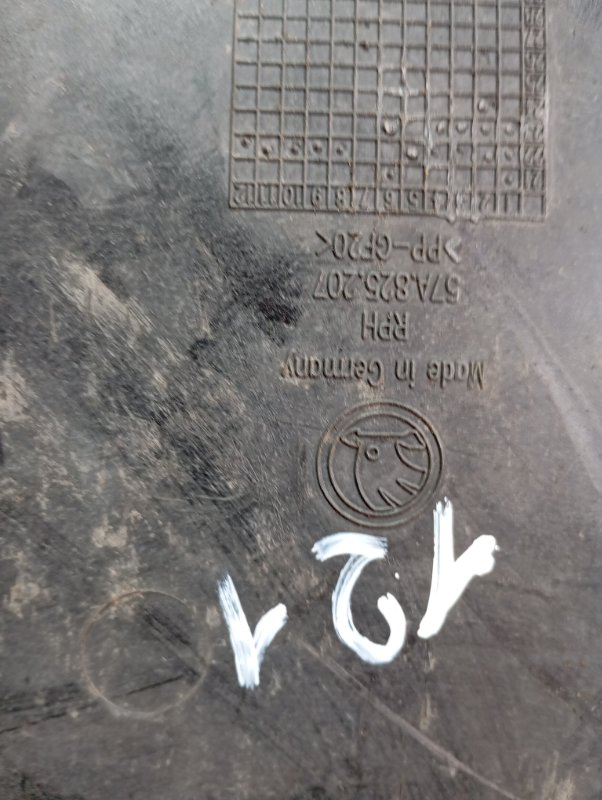 121
Made in Germany
RPH
57A.825.207
>PP-GF20<
1 2 3 4 5 6 7 8 9 10 11 12